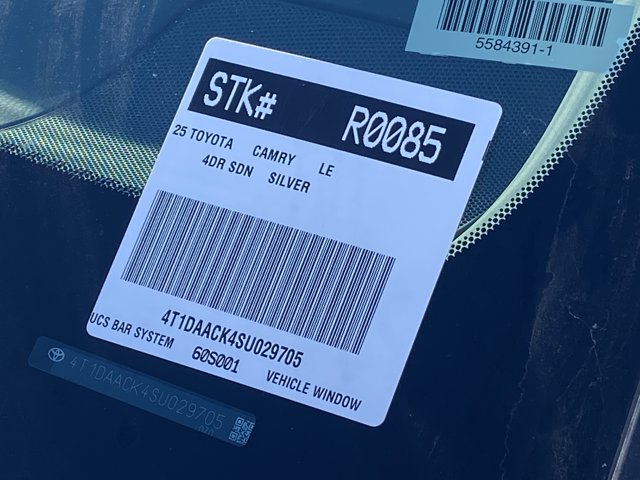 5584391-1
STK# R0085
25 TOYOTA CAMRY LE
4DR SDN SILVER
4T1DAACK4SU029705
UCS BAR SYSTEM 60S001 VEHICLE WINDOW
4T1DAACK4SU029705